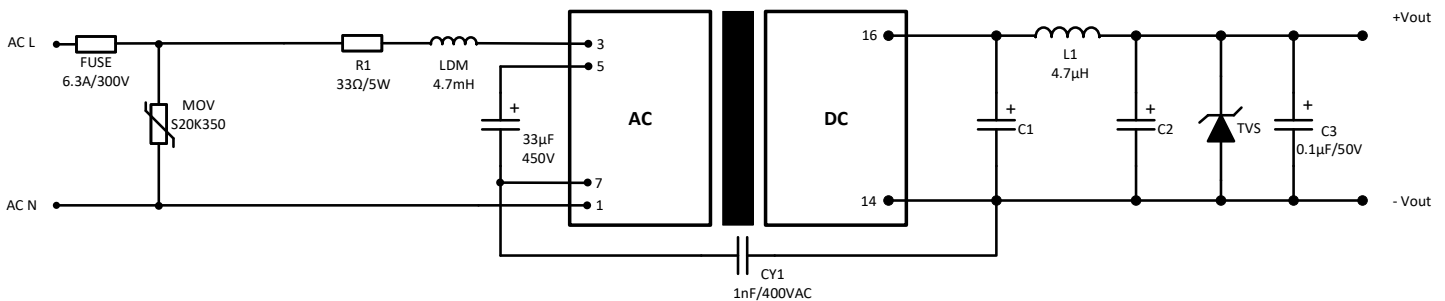 AC L
FUSE
6.3A/300V
MOV
S20K350
R1
33Ω/5W
LDM
4.7mH
3
5
+
33µF
450V
7
1
AC N
AC
DC
16
14
L1
4.7µH
+
C1
+
C2
TVS
+
C3
0.1µF/50V
+Vout
- Vout
CY1
1nF/400VAC